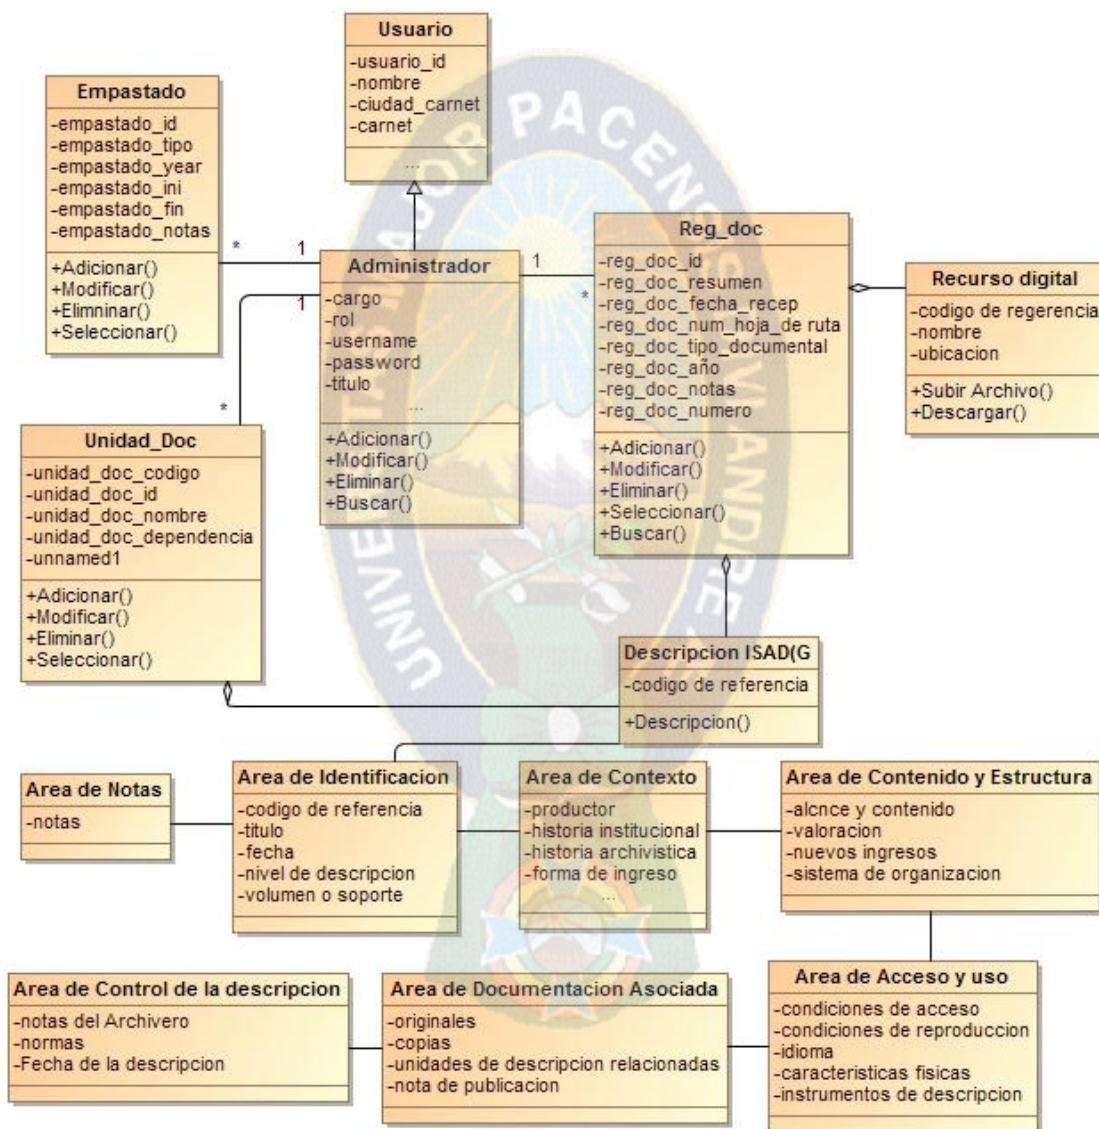 Usuario
-usuario_id
-nombre
-ciudad_carnet
-carnet
...
Empastado
-empastado_id
-empastado_tipo
-empastado_year
-empastado_ini
-empastado_fin
-empastado_notas
+Adicionar()
+Modificar()
+Elimninar()
+Seleccionar()
* 1
1
*
Administrador
-cargo
-rol
-username
-password
-titulo
...
+Adicionar()
+Modificar()
+Eliminar()
+Buscar()
1
*
Reg_doc
-reg_doc_id
-reg_doc_resumen
-reg_doc_fecha_recep
-reg_doc_num_hoja_de ruta
-reg_doc_tipo_documental
-reg_doc_año
-reg_doc_notas
-reg_doc_numero
+Adicionar()
+Modificar()
+Eliminar()
+Seleccionar()
+Buscar()
Recurso digital
-codigo de regerencia
-nombre
-ubicacion
+Subir Archivo()
+Descargar()
Unidad_Doc
-unidad_doc_codigo
-unidad_doc_id
-unidad_doc_nombre
-unidad_doc_dependencia
-unnamed1
+Adicionar()
+Modificar()
+Eliminar()
+Seleccionar()
Descripcion ISAD(G
-codigo de referencia
+Descripcion()
Area de Notas
-notas
Area de Identificacion
-codigo de referencia
-titulo
-fecha
-nivel de descripcion
-volumen o soporte
Area de Contexto
-productor
-historia institucional
-historia archivistica
-forma de ingreso
...
Area de Contenido y Estructura
-alcnce y contenido
-valoracion
-nuevos ingresos
-sistema de organizacion
Area de Control de la descripcion
-notas del Archivero
-normas
-Fecha de la descripcion
Area de Documentacion Asociada
-originales
-copias
-unidades de descripcion relacionadas
-nota de publicacion
Area de Acceso y uso
-condiciones de acceso
-condiciones de reproduccion
-idioma
-caracteristicas fisicas
-instrumentos de descripcion